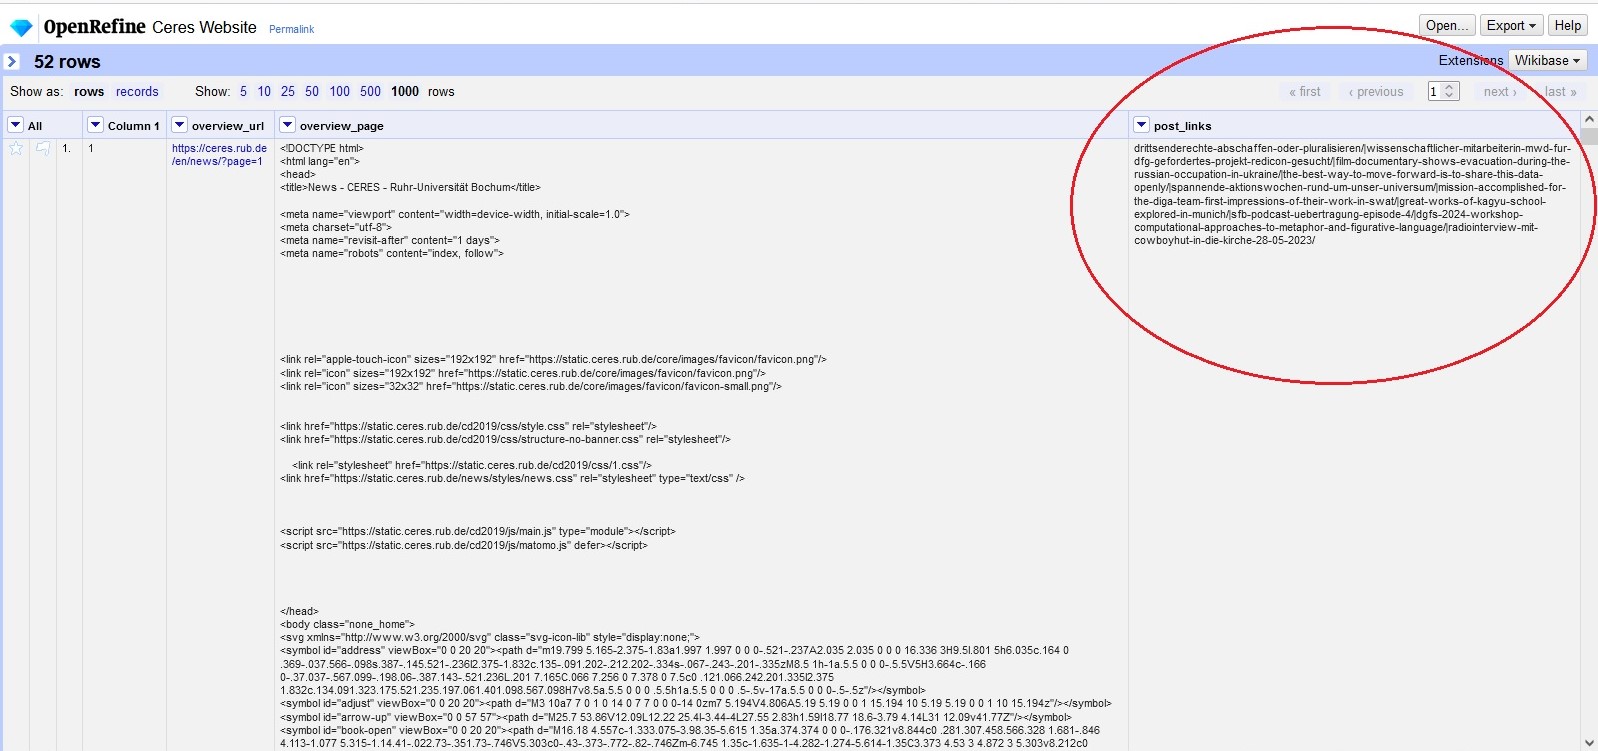 OpenRefine Ceres Website Permalink Open... Export Help
52 rows Extensions Wikibase
Show as: rows records Show: 5 10 25 50 100 500 1000 rows « first ‹ previous 1 next › last »
All Column 1 overview_url overview_page post_links
1. 1
https://ceres.rub.de
/en/news/?page=1
<!DOCTYPE html>
<html lang="en">
<head>
<title>News - CERES - Ruhr-Universität Bochum</title>
<meta name="viewport" content="width=device-width, initial-scale=1.0">
<meta charset="utf-8">
<meta name="revisit-after" content="1 days">
<meta name="robots" content="index, follow">
<link rel="apple-touch-icon" sizes="192x192" href="https://static.ceres.rub.de/core/images/favicon/favicon.png"/>
<link rel="icon" sizes="192x192" href="https://static.ceres.rub.de/core/images/favicon/favicon.png"/>
<link rel="icon" sizes="32x32" href="https://static.ceres.rub.de/core/images/favicon/favicon-small.png"/>
<link href="https://static.ceres.rub.de/cd2019/css/style.css" rel="stylesheet"/>
<link href="https://static.ceres.rub.de/cd2019/css/structure-no-banner.css" rel="stylesheet"/>
<link rel="stylesheet" href="https://static.ceres.rub.de/cd2019/css/1.css"/>
<link href="https://static.ceres.rub.de/news/styles/news.css" rel="stylesheet" type="text/css" />
<script src="https://static.ceres.rub.de/cd2019/js/main.js" type="module"></script>
<script src="https://static.ceres.rub.de/cd2019/js/matomo.js" defer></script>
</head>
<body class="none_home">
<svg xmlns="http://www.w3.org/2000/svg" class="svg-icon-lib" style="display:none;">
<symbol id="address" viewBox="0 0 20 20"><path d="m19.799 5.165-2.375-1.83a1.997 1.997 0 0 0-.521-.237A2.035 2.035 0 0 0 16.336 3H9.5l.801 5h6.035c.164 0
.369-.037.566-.098s.387-.145.521-.236l2.375-1.832c.135-.091.202-.212.202-.334s-.067-.243-.201-.335zM8.5 1h-1a.5.5 0 0 0-.5.5V5H3.664c-.166
0-.37.037-.567.099-.198.06-.387.143-.521.236L.201 7.165C.066 7.256 0 7.378 0 7.5c0 .121.066.242.201.335l2.375
1.832c.134.091.323.175.521.235.197.061.401.098.567.098H7v8.5a.5.5 0 0 0 .5.5h1a.5.5 0 0 0 .5-.5v-17a.5.5 0 0 0-.5-.5z"/></symbol>
<symbol id="adjust" viewBox="0 0 20 20"><path d="M3 10a7 7 0 1 0 14 0 7 7 0 0 0-14 0zm7 5.194V4.806A5.19 5.19 0 0 1 15.194 10 5.19 5.19 0 0 1 10 15.194z"/></symbol>
<symbol id="arrow-up" viewBox="0 0 57 57"><path d="M25.7 53.86V12.09L12.22 25.4l-3.44-4L27.55 2.83h1.59l18.77 18.6-3.79 4.14L31 12.09v41.77Z"/></symbol>
<symbol id="book-open" viewBox="0 0 20 20"><path d="M16.18 4.557c-1.333.075-3.98.35-5.615 1.35a.374.374 0 0 0-.176.321v8.844c0 .281.307.458.566.328 1.681-.846
4.113-1.077 5.315-1.14.41-.022.73-.351.73-.746V5.303c0-.43-.373-.772-.82-.746Zm-6.745 1.35c-1.635-1-4.282-1.274-5.614-1.35C3.373 4.53 3 4.872 3 5.303v8.212c0
drittsenderechte-abschaffen-oder-pluralisieren/|wissenschaftlicher-mitarbeiterin-mwd-fur-
dfg-gefordertes-projekt-redicon-gesucht/|film-documentary-shows-evacuation-during-the-
russian-occupation-in-ukraine/|the-best-way-to-move-forward-is-to-share-this-data-
openly/|spannende-aktionswochen-rund-um-unser-universum/|mission-accomplished-for-
the-diga-team-first-impressions-of-their-work-in-swat/|great-works-of-kagyu-school-
explored-in-munich/|sfb-podcast-uebertragung-episode-4/|dgfs-2024-workshop-
computational-approaches-to-metaphor-and-figurative-language/|radiointerview-mit-
cowboyhut-in-die-kirche-28-05-2023/